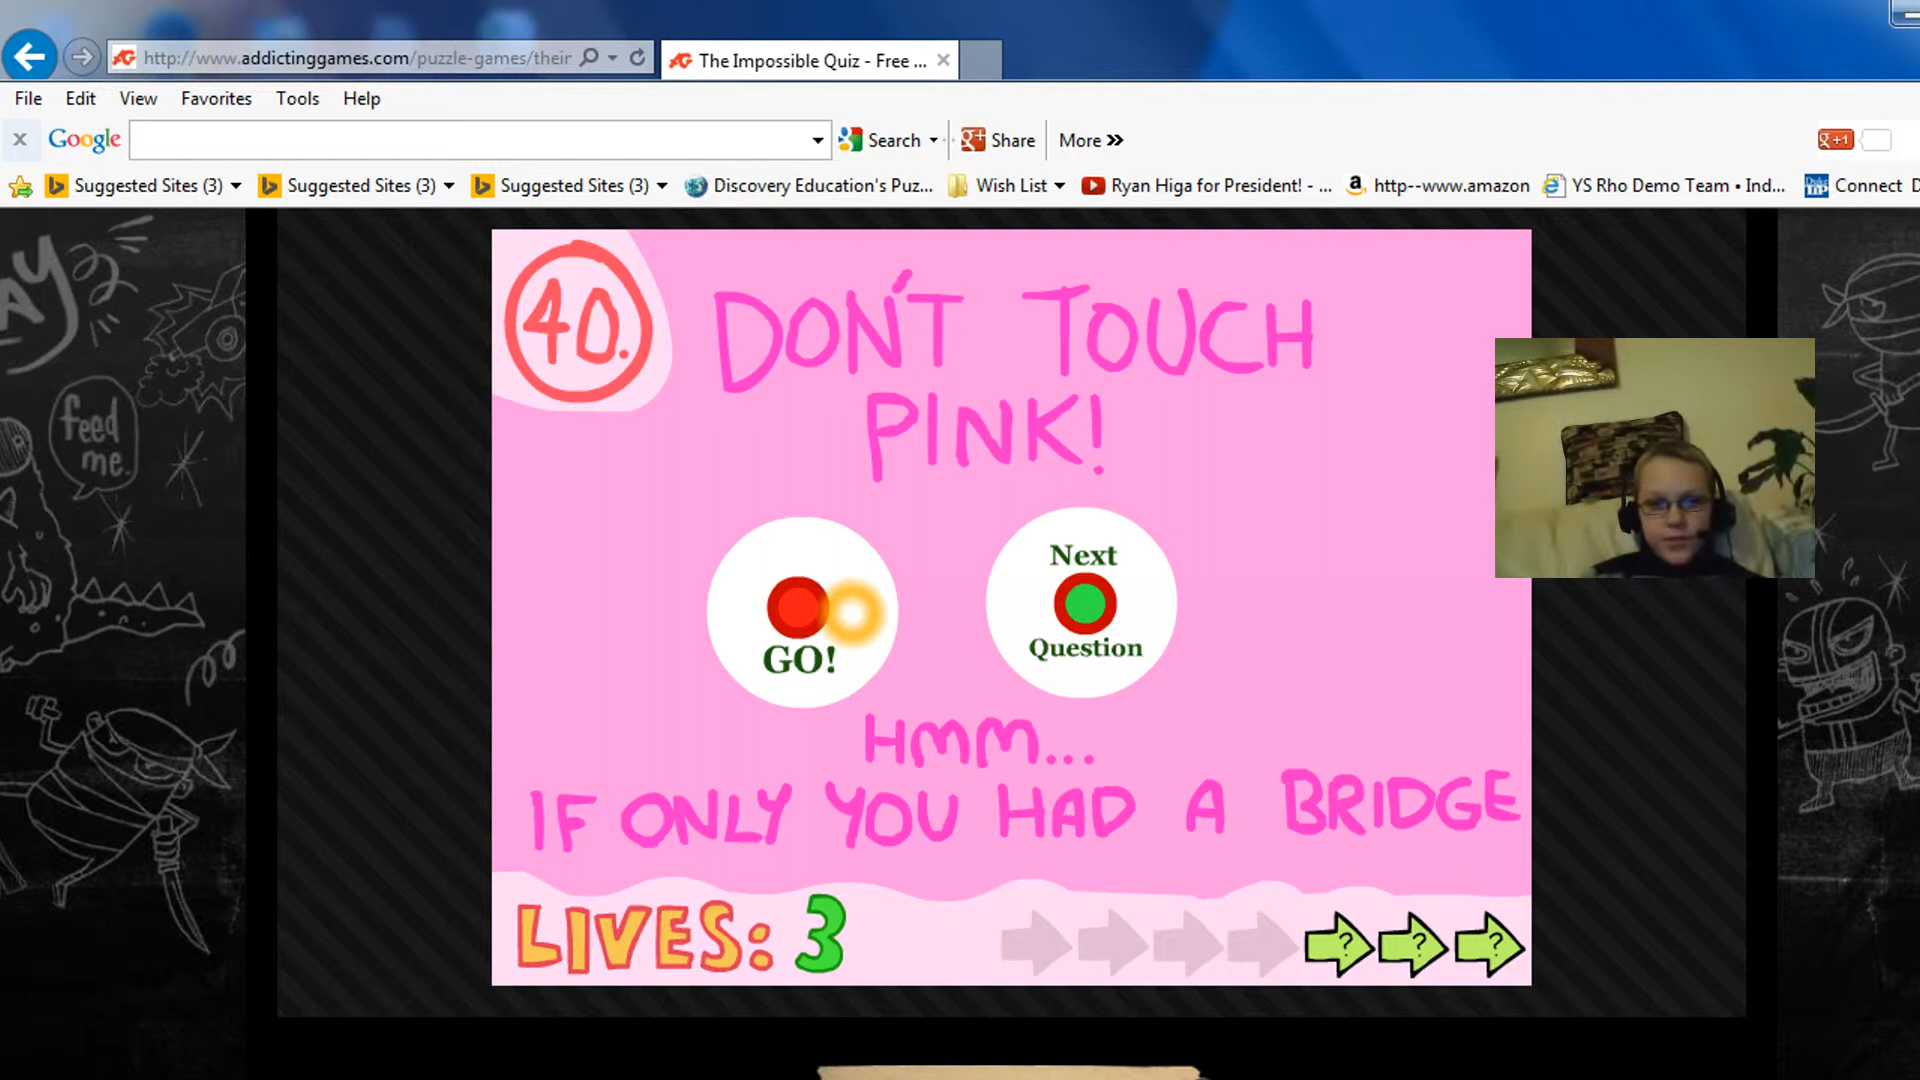 http://www.addictinggames.com/puzzle-games/their
The Impossible Quiz - Free ...
File Edit View Favorites Tools Help
Google Search Share More »
g+1
Suggested Sites (3) Suggested Sites (3) Suggested Sites (3) Discovery Education's Puz... Wish List Ryan Higa for President! - ... http--www.amazon YS Rho Demo Team • Ind... Connect D
40.
DON'T TOUCH
PINK!
feed
me.
Next
GO!
Question
HMM...
IF ONLY YOU HAD A BRIDGE
LIVES: 3
? ? ?